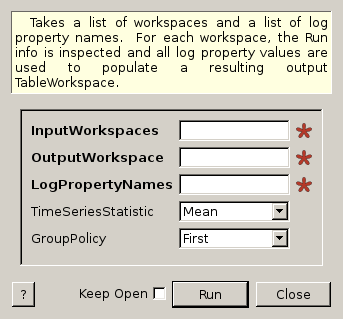 Takes a list of workspaces and a list of log
property names. For each workspace, the Run
info is inspected and all log property values are
used to populate a resulting output
TableWorkspace.
InputWorkspaces
OutputWorkspace
LogPropertyNames
TimeSeriesStatistic Mean
GroupPolicy First
? Keep Open Run Close